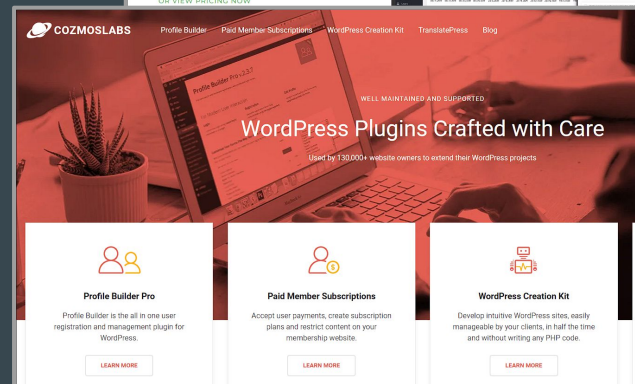 OR VIEW PRICING NOW
COZMOSLABS
Profile Builder Paid Member Subscriptions WordPress Creation Kit TranslatePress Blog
Profile Builder Pro v.2.3.7
WELL MAINTAINED AND SUPPORTED
WordPress Plugins Crafted with Care
Used by 130,000+ website owners to extend their WordPress projects
Profile Builder Pro
Profile Builder is the all in one user
registration and management plugin for
WordPress.
LEARN MORE
Paid Member Subscriptions
Accept user payments, create subscription
plans and restrict content on your
membership website.
LEARN MORE
WordPress Creation Kit
Develop intuitive WordPress sites, easily
manageable by your clients, in half the time
and without writing any PHP code.
LEARN MORE